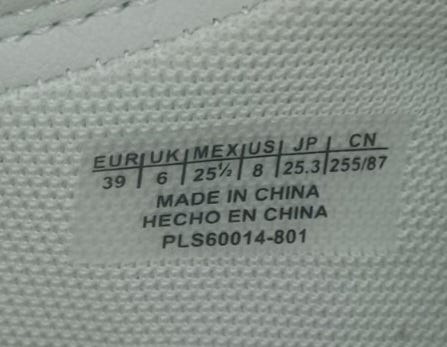 EUR|UK|MEX|US|JP|CN
39|6|25½|8|25.3|255/87
MADE IN CHINA
HECHO EN CHINA
PLS60014-801